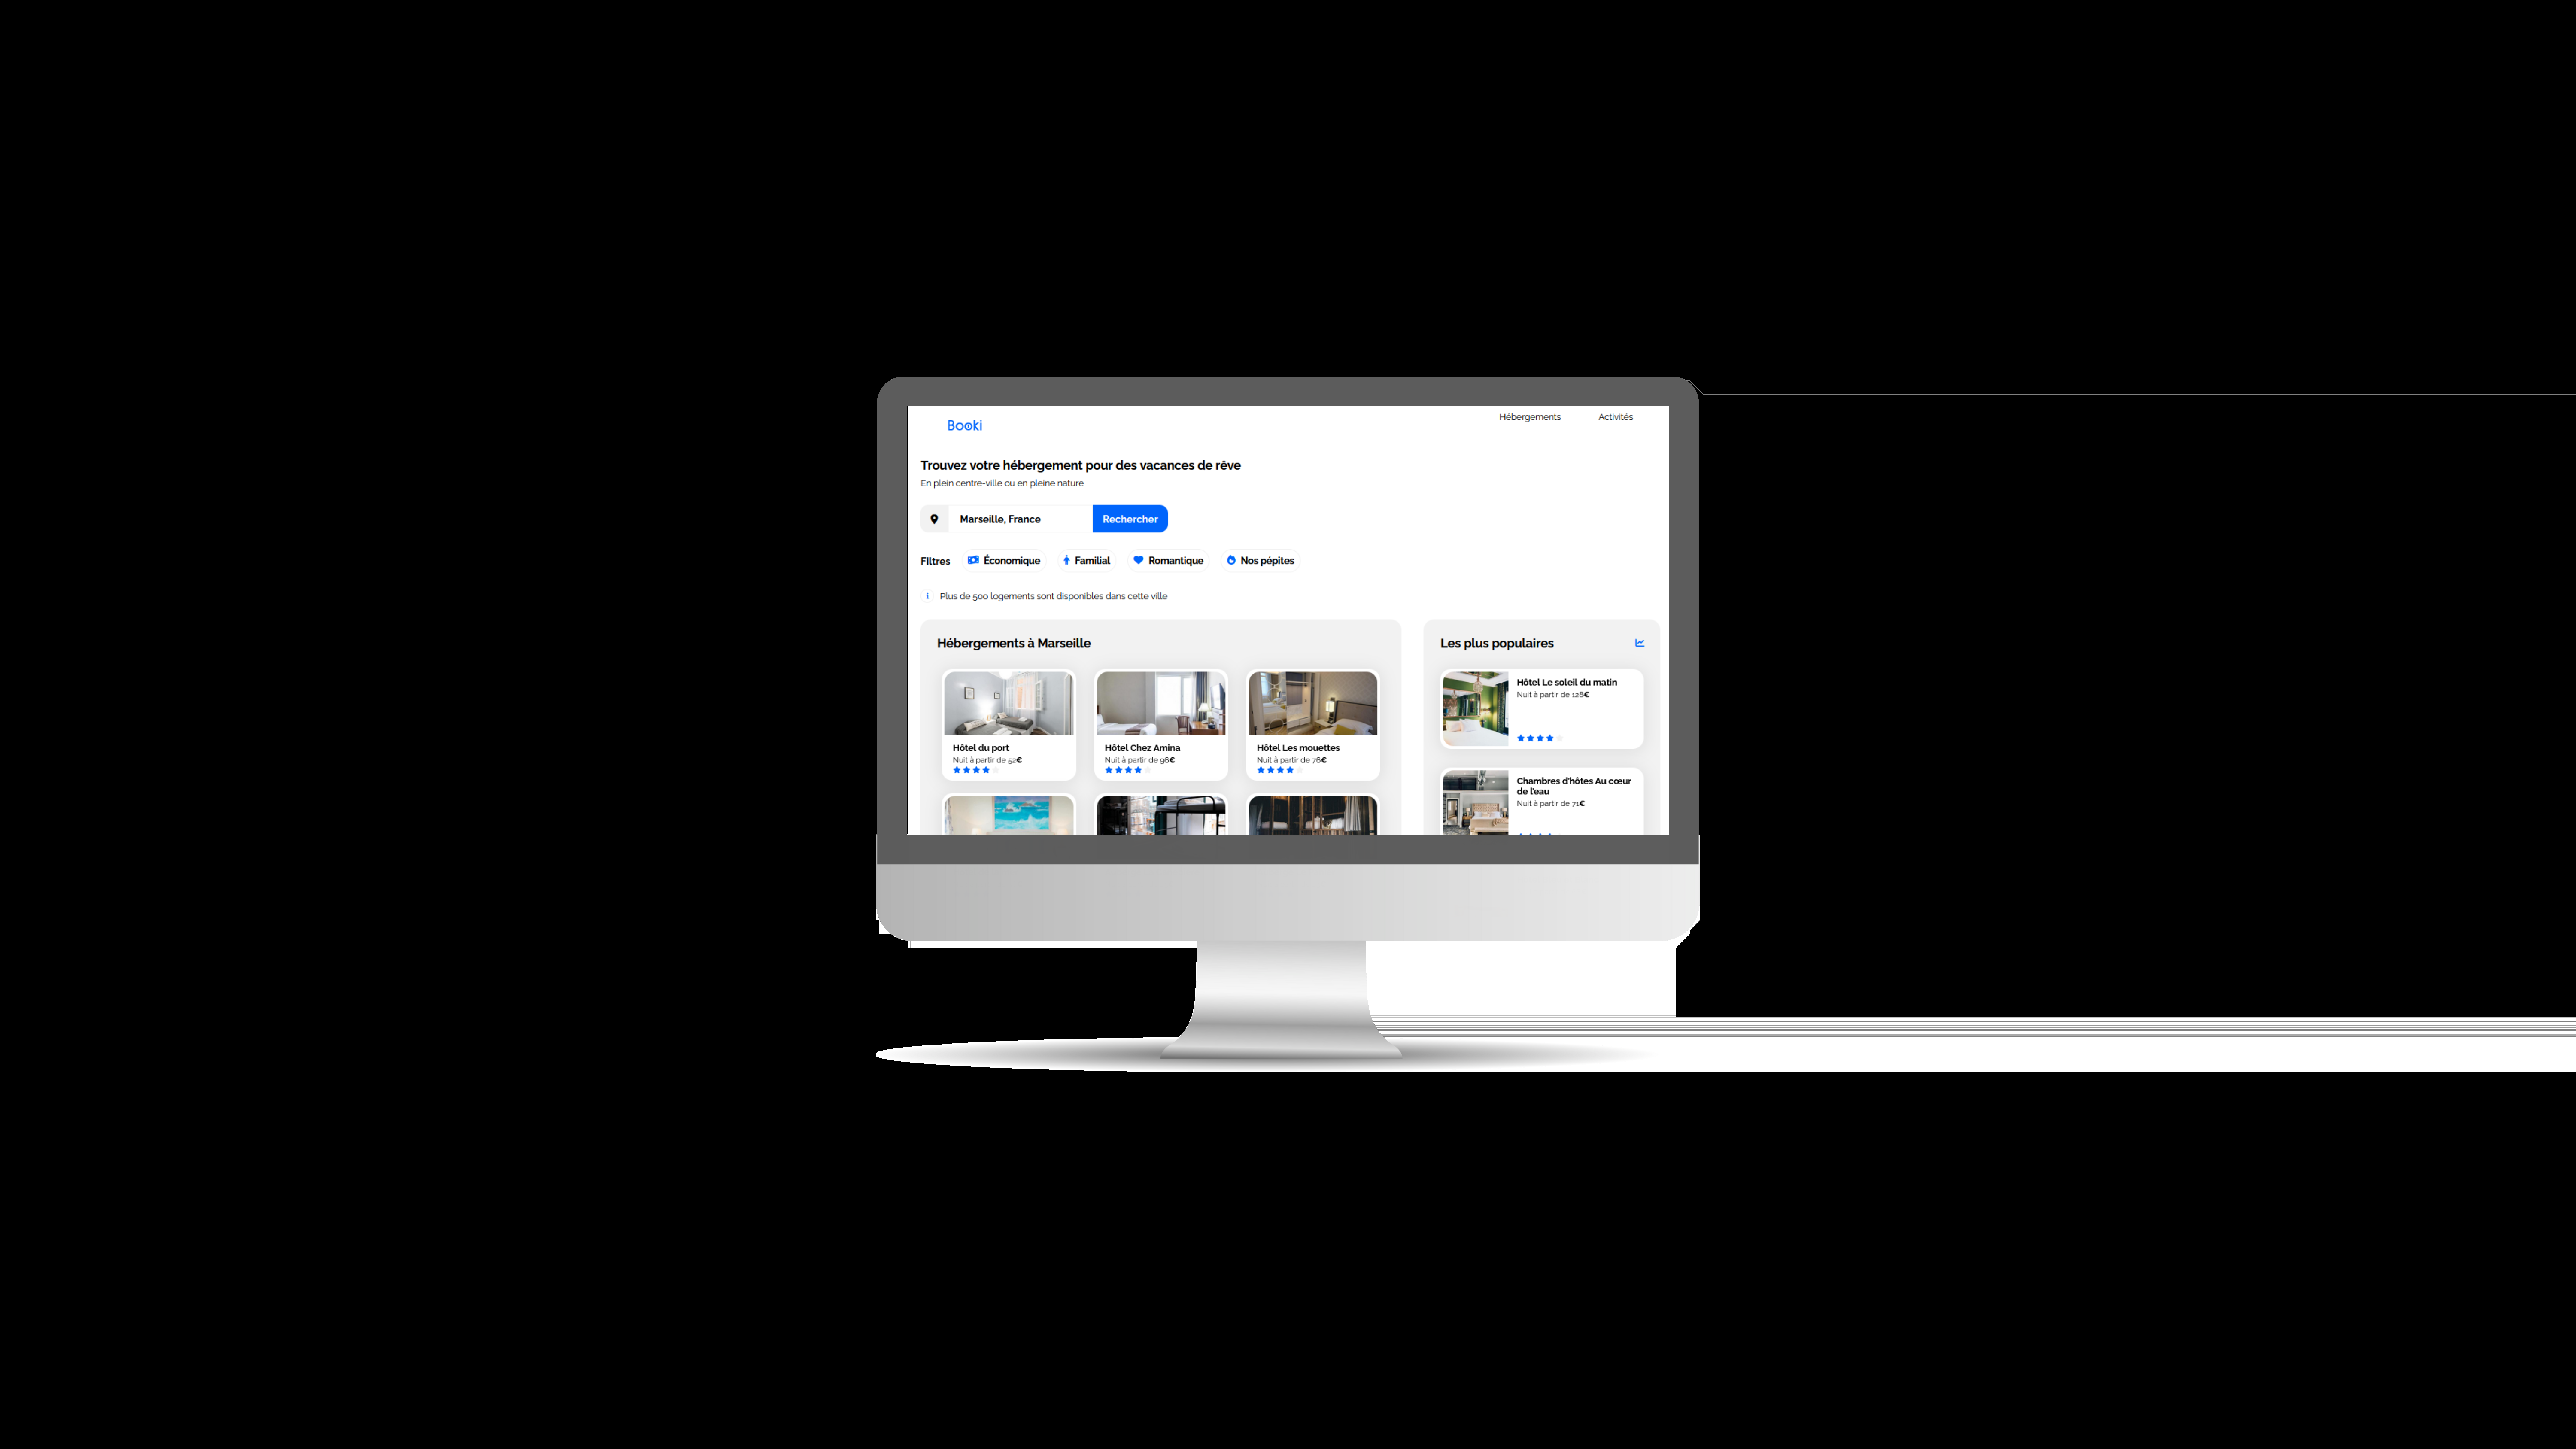 Booki
Hébergements
Activités
Trouvez votre hébergement pour des vacances de rêve
En plein centre-ville ou en pleine nature
Marseille, France
Rechercher
Filtres
Économique
Familial
Romantique
Nos pépites
i
Plus de 500 logements sont disponibles dans cette ville
Hébergements à Marseille
Hôtel du port
Nuit à partir de 52€
Hôtel Chez Amina
Nuit à partir de 96€
Hôtel Les mouettes
Nuit à partir de 76€
Les plus populaires
Hôtel Le soleil du matin
Nuit à partir de 128€
Chambres d'hôtes Au cœur
de l'eau
Nuit à partir de 71€